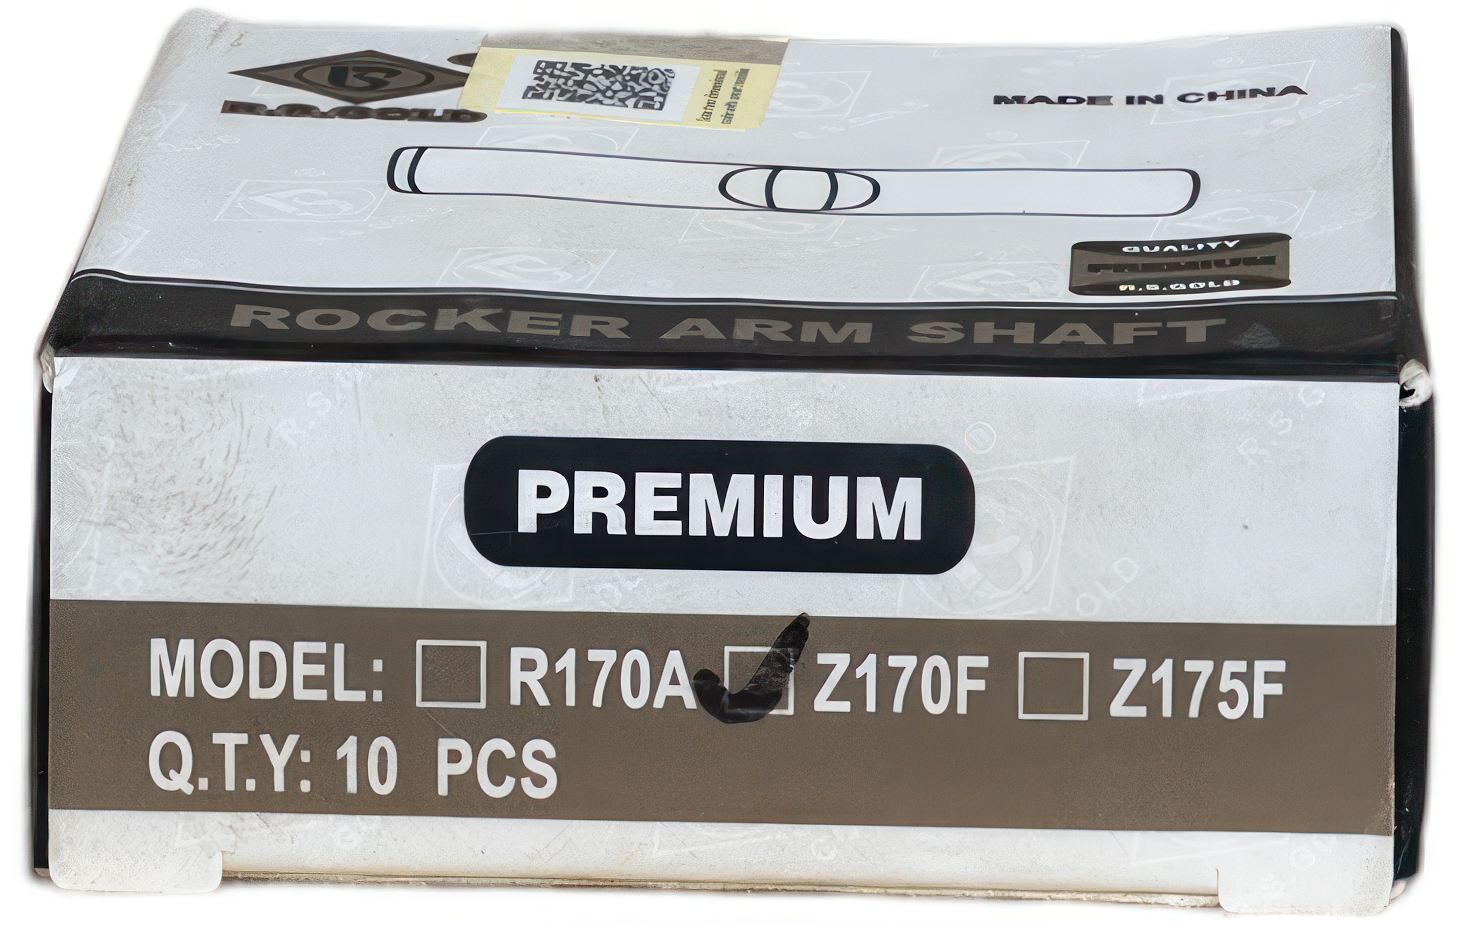 R.S.GOLD
MADE IN CHINA
QUALITY
PREMIUM
R.S.GOLD
ROCKER ARM SHAFT
PREMIUM
MODEL: R170A Z170F Z175F
Q.T.Y: 10 PCS